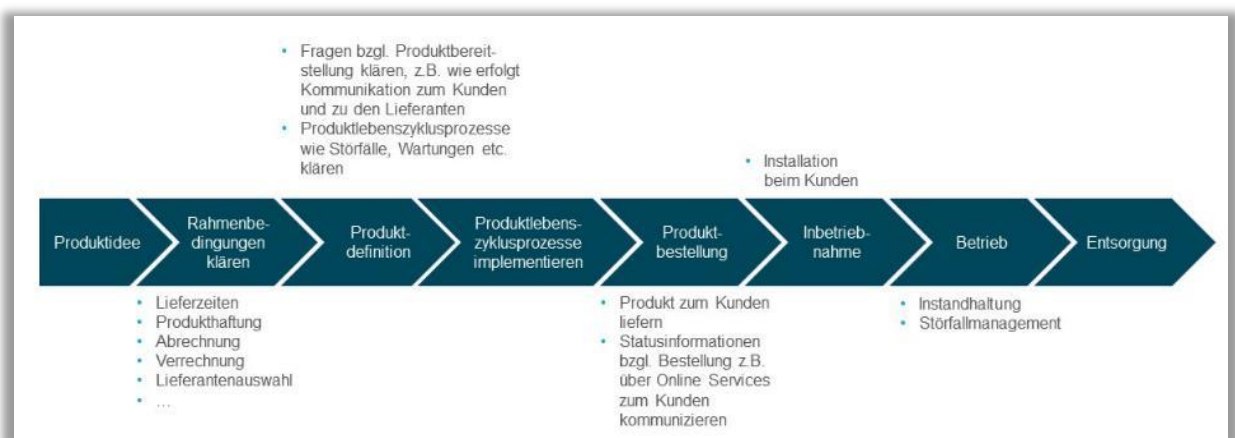 • Fragen bzgl. Produktbereit-
stellung klären, z.B. wie erfolgt
Kommunikation zum Kunden
und zu den Lieferanten
• Produktlebenszyklusprozesse
wie Störfälle, Wartungen etc.
klären
• Installation
beim Kunden
Produktidee
Rahmenbe-
dingungen
klären
Produkt-
definition
Produktlebens-
zyklusprozesse
implementieren
Produkt-
bestellung
Inbetrieb-
nahme
Betrieb
Entsorgung
• Lieferzeiten
• Produkthaftung
• Abrechnung
• Verrechnung
• Lieferantenauswahl
• ...
• Produkt zum Kunden
liefern
• Statusinformationen
bzgl. Bestellung z.B.
über Online Services
zum Kunden
kommunizieren
• Instandhaltung
• Störfallmanagement